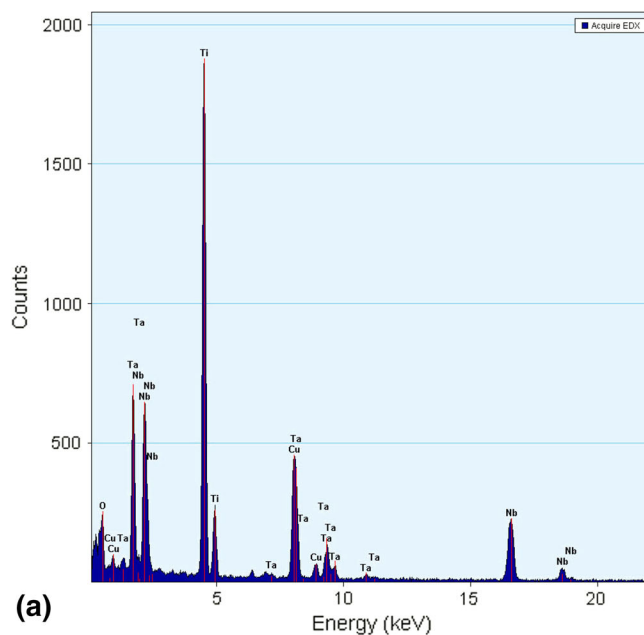 2000
Acquire EDX
Ti
1500
Counts
1000
Ta
Ta
Nb
Nb
Nb
500
Nb
Ta
Cu
O
Ti
Ta
Ta
Nb
Cu
Ta
Cu
Ta
Ta
Cu
Ta
Ta
Ta
Ta
Nb
Nb
5
10
15
20
(a)
Energy (keV)